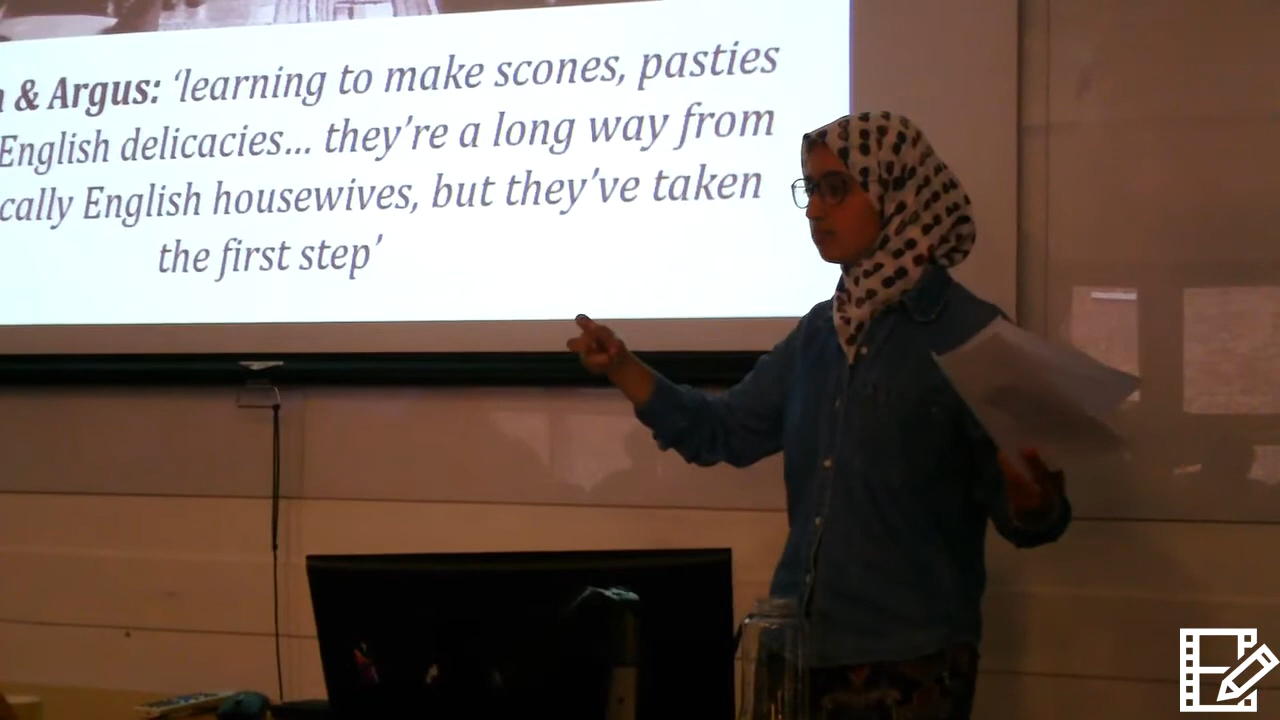 & Argus: ‘learning to make scones, pasties
English delicacies... they’re a long way from
cally English housewives, but they’ve taken
the first step’